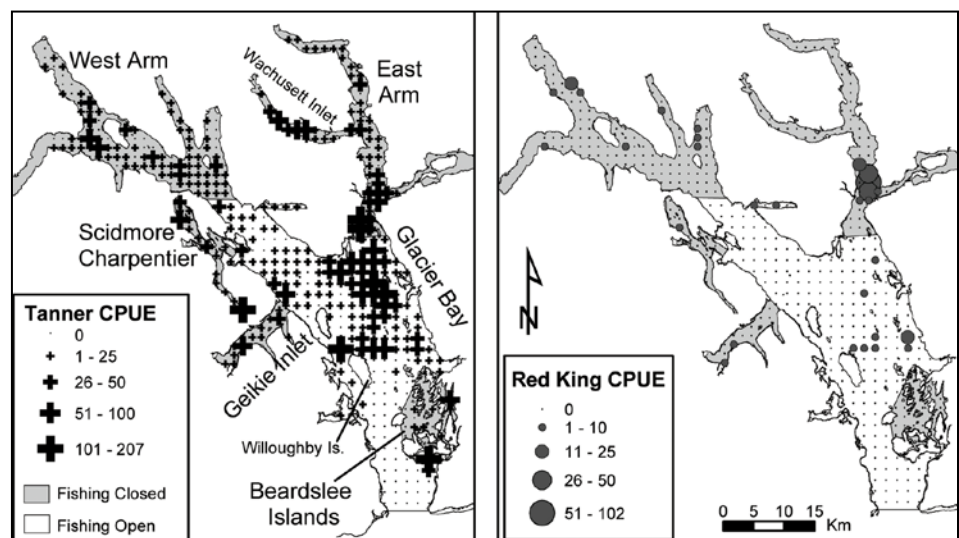 West Arm
Wachusett Inlet
East
Arm
Scidmore
Charpentier
Glacier Bay
Geikie Inlet
Willoughby Is.
Beardslee
Islands
Tanner CPUE
0
1 - 25
26 - 50
51 - 100
101 - 207
Fishing Closed
Fishing Open
N
Red King CPUE
0
1 - 10
11 - 25
26 - 50
51 - 102
0 5 10 15
Km